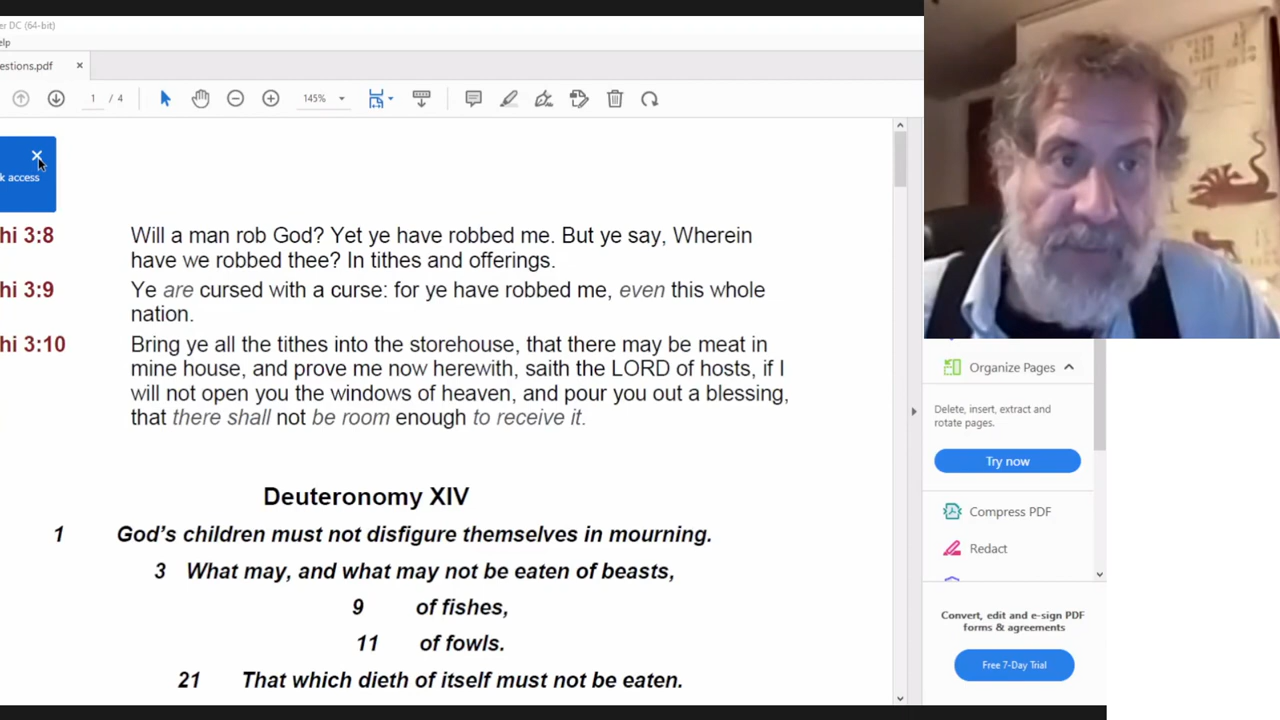 er DC (64-bit)
elp
estions.pdf ×
1 / 4 145%
k access
hi 3:8 Will a man rob God? Yet ye have robbed me. But ye say, Wherein
have we robbed thee? In tithes and offerings.
hi 3:9 Ye are cursed with a curse: for ye have robbed me, even this whole
nation.
hi 3:10 Bring ye all the tithes into the storehouse, that there may be meat in
mine house, and prove me now herewith, saith the LORD of hosts, if I
will not open you the windows of heaven, and pour you out a blessing,
that there shall not be room enough to receive it.
Deuteronomy XIV
1 God's children must not disfigure themselves in mourning.
3 What may, and what may not be eaten of beasts,
9 of fishes,
11 of fowls.
21 That which dieth of itself must not be eaten.
Organize Pages
Delete, insert, extract and
rotate pages.
Try now
Compress PDF
Redact
Convert, edit and e-sign PDF
forms & agreements
Free 7-Day Trial